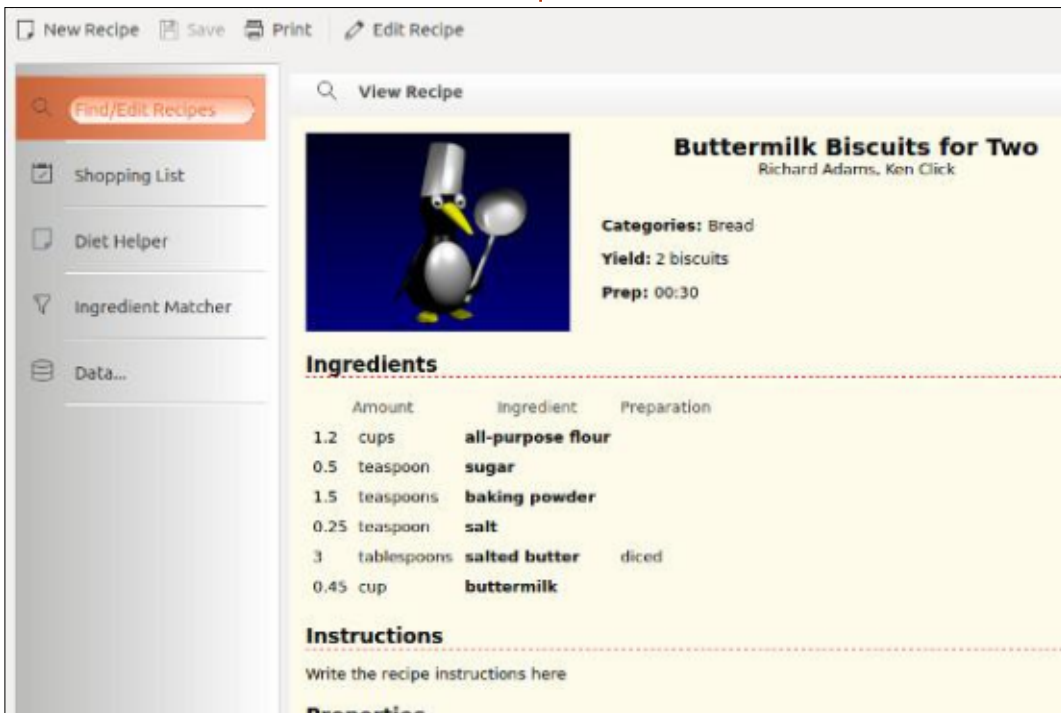 New Recipe Save Print Edit Recipe
Find/Edit Recipes
Shopping List
Diet Helper
Ingredient Matcher
Data...
View Recipe
Buttermilk Biscuits for Two
Richard Adams, Ken Click
Categories: Bread
Yield: 2 biscuits
Prep: 00:30
Ingredients
Amount Ingredient Preparation
1.2 cups all-purpose flour
0.5 teaspoon sugar
1.5 teaspoons baking powder
0.25 teaspoon salt
3 tablespoons salted butter diced
0.45 cup buttermilk
Instructions
Write the recipe instructions here
Properties